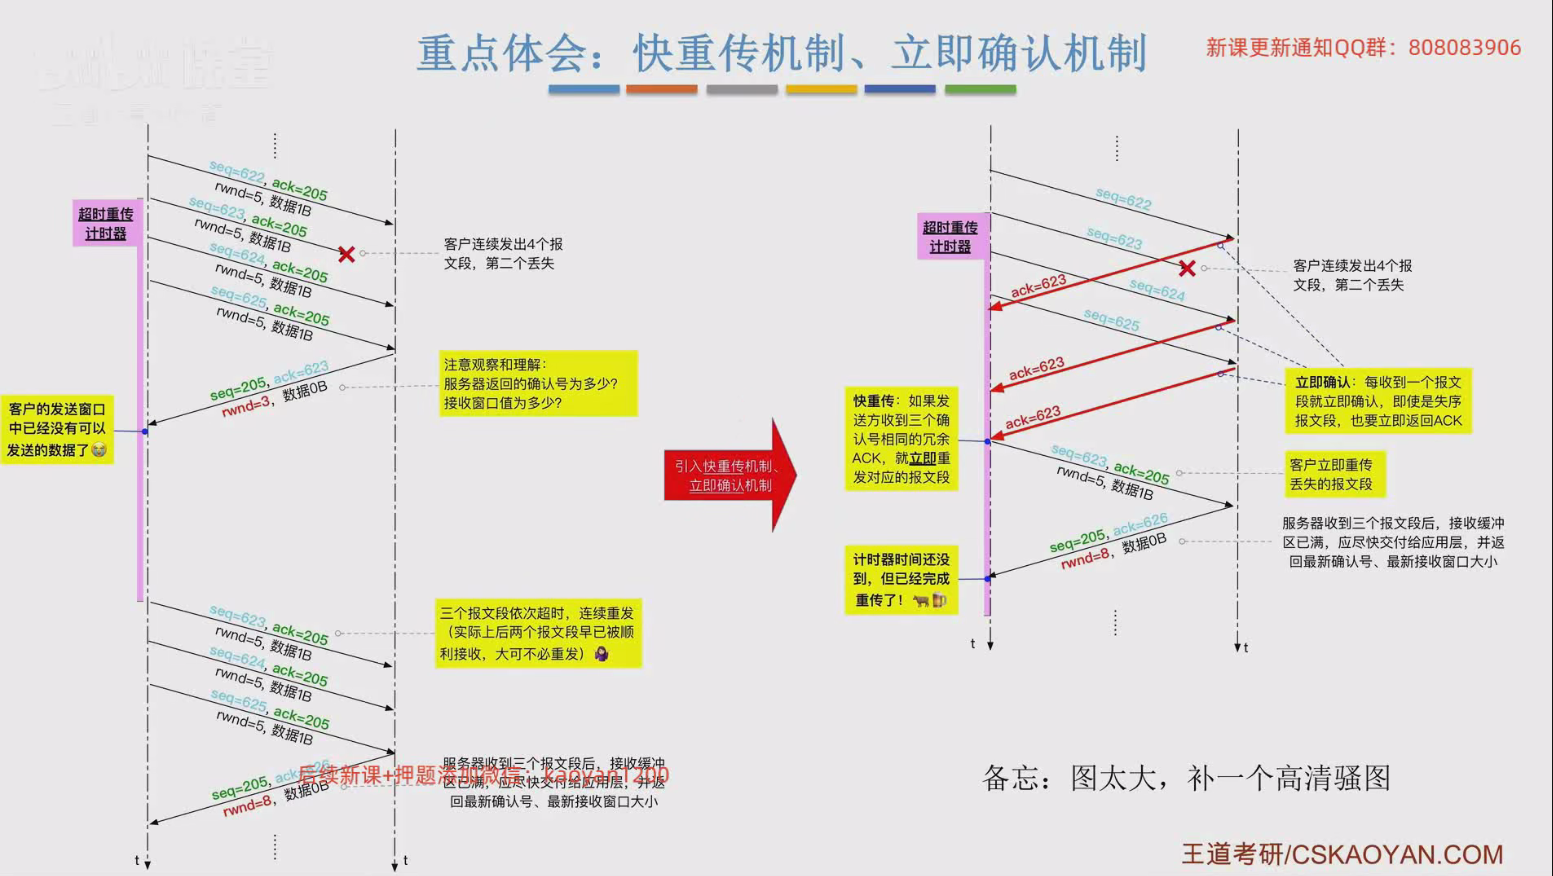 重点体会：快重传机制、立即确认机制
新课更新通知QQ群：808083906
seq=622, ack=205
rwnd=5, 数据1B
seq=623, ack=205
rwnd=5, 数据1B
seq=624, ack=205
rwnd=5, 数据1B
seq=625, ack=205
rwnd=5, 数据1B
超时重传
计时器
客户连续发出4个报
文段，第二个丢失
seq=205, ack=623
rwnd=3, 数据0B
注意观察和理解：
服务器返回的确认号为多少？
接收窗口值为多少？
客户的发送窗口
中已经没有可以
发送的数据了
seq=623, ack=205
rwnd=5, 数据1B
seq=624, ack=205
rwnd=5, 数据1B
seq=625, ack=205
rwnd=5, 数据1B
三个报文段依次超时，连续重发
（实际上后两个报文段早已被顺
利接收，大可不必重发）
seq=205, ack=626
rwnd=8, 数据0B
服务器收到三个报文段后，接收缓冲
区已满，应尽快交付给应用层，并返
回最新确认号、最新接收窗口大小
后续新课+押题添加微信：kaoyan1200
t
t
引入快重传机制、
立即确认机制
seq=622
seq=623
seq=624
seq=625
超时重传
计时器
ack=623
ack=623
ack=623
客户连续发出4个报
文段，第二个丢失
立即确认：每收到一个报文
段就立即确认，即使是失序
报文段，也要立即返回ACK
快重传：如果发
送方收到三个确
认号相同的冗余
ACK，就立即重
发对应的报文段
seq=623, ack=205
rwnd=5, 数据1B
客户立即重传
丢失的报文段
seq=205, ack=626
rwnd=8, 数据0B
服务器收到三个报文段后，接收缓冲
区已满，应尽快交付给应用层，并返
回最新确认号、最新接收窗口大小
计时器时间还没
到，但已经完成
重传了！
t
t
备忘：图太大，补一个高清骚图
王道考研/CSKAOYAN.COM